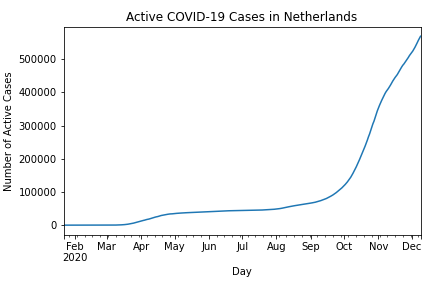 Active COVID-19 Cases in Netherlands
Number of Active Cases
500000
400000
300000
200000
100000
0
Feb Mar Apr May Jun Jul Aug Sep Oct Nov Dec
2020
Day